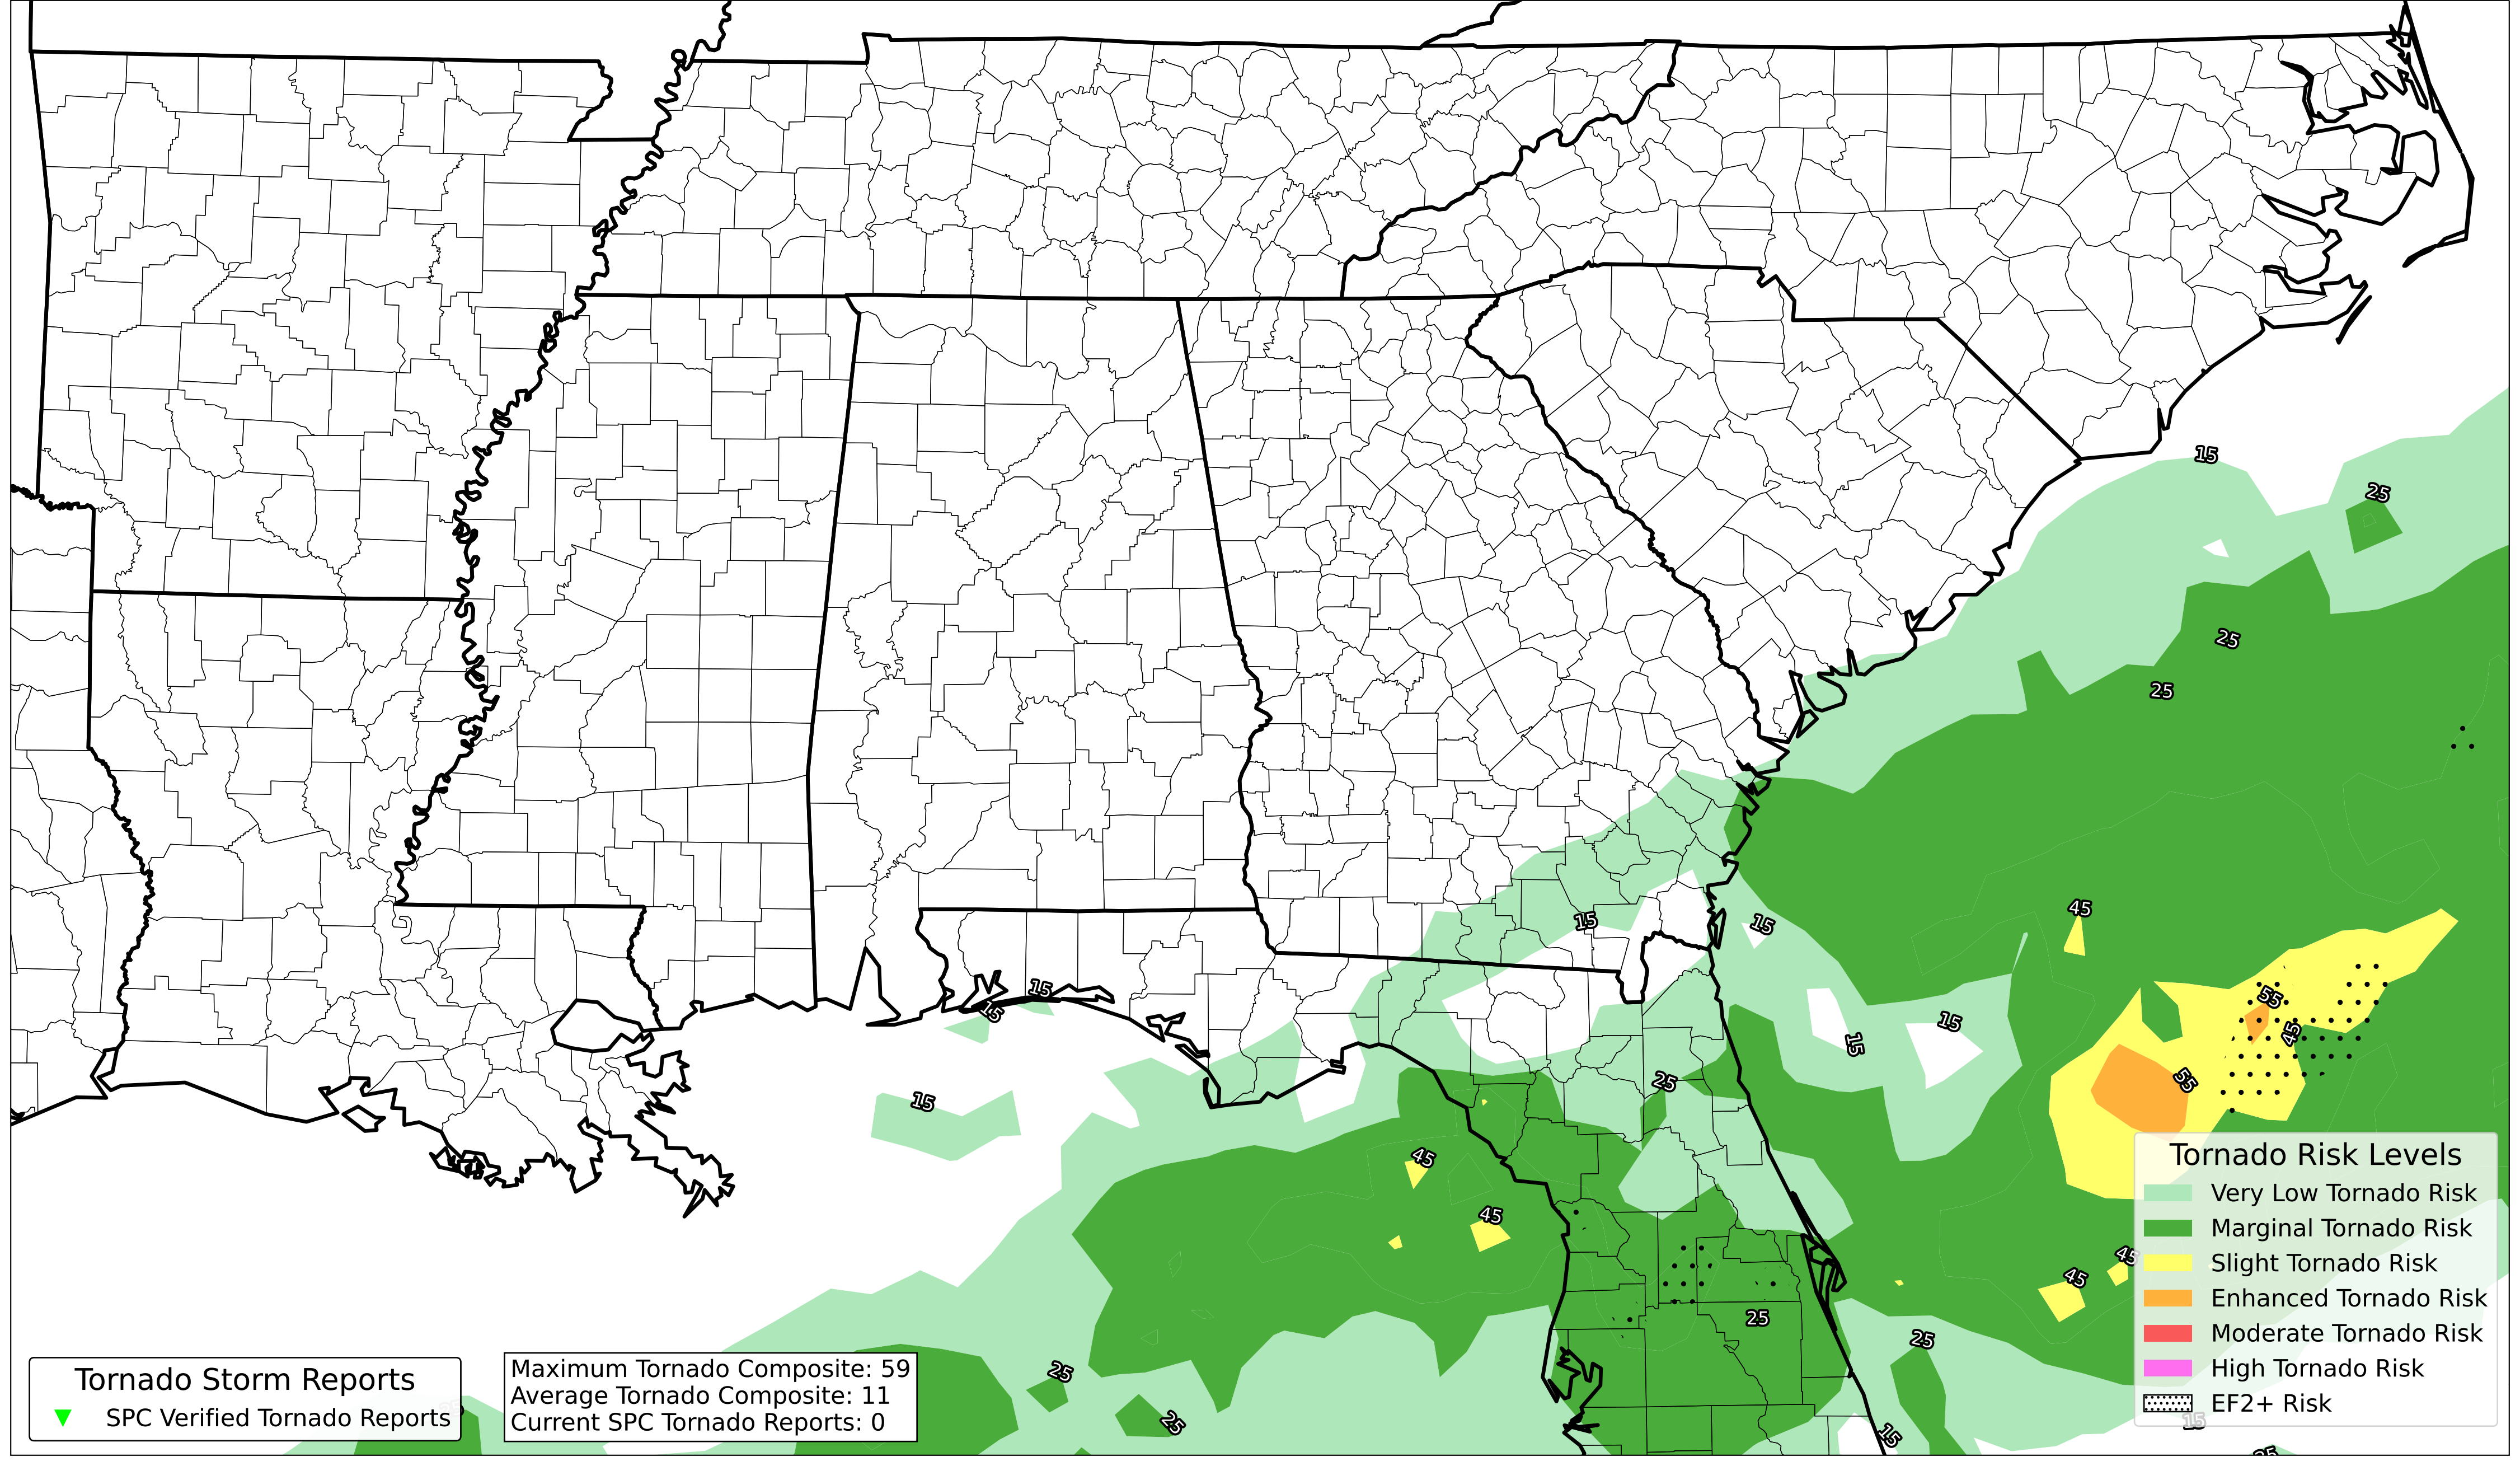 15
25
25
25
45
15
15
15
15
15
15
55
45
55
25
15
45
45
45
45
25
25
25
25
15
15
25
Tornado Risk Levels
Very Low Tornado Risk
Marginal Tornado Risk
Slight Tornado Risk
Enhanced Tornado Risk
Moderate Tornado Risk
High Tornado Risk
EF2+ Risk
Tornado Storm Reports
SPC Verified Tornado Reports
Maximum Tornado Composite: 59
Average Tornado Composite: 11
Current SPC Tornado Reports: 0